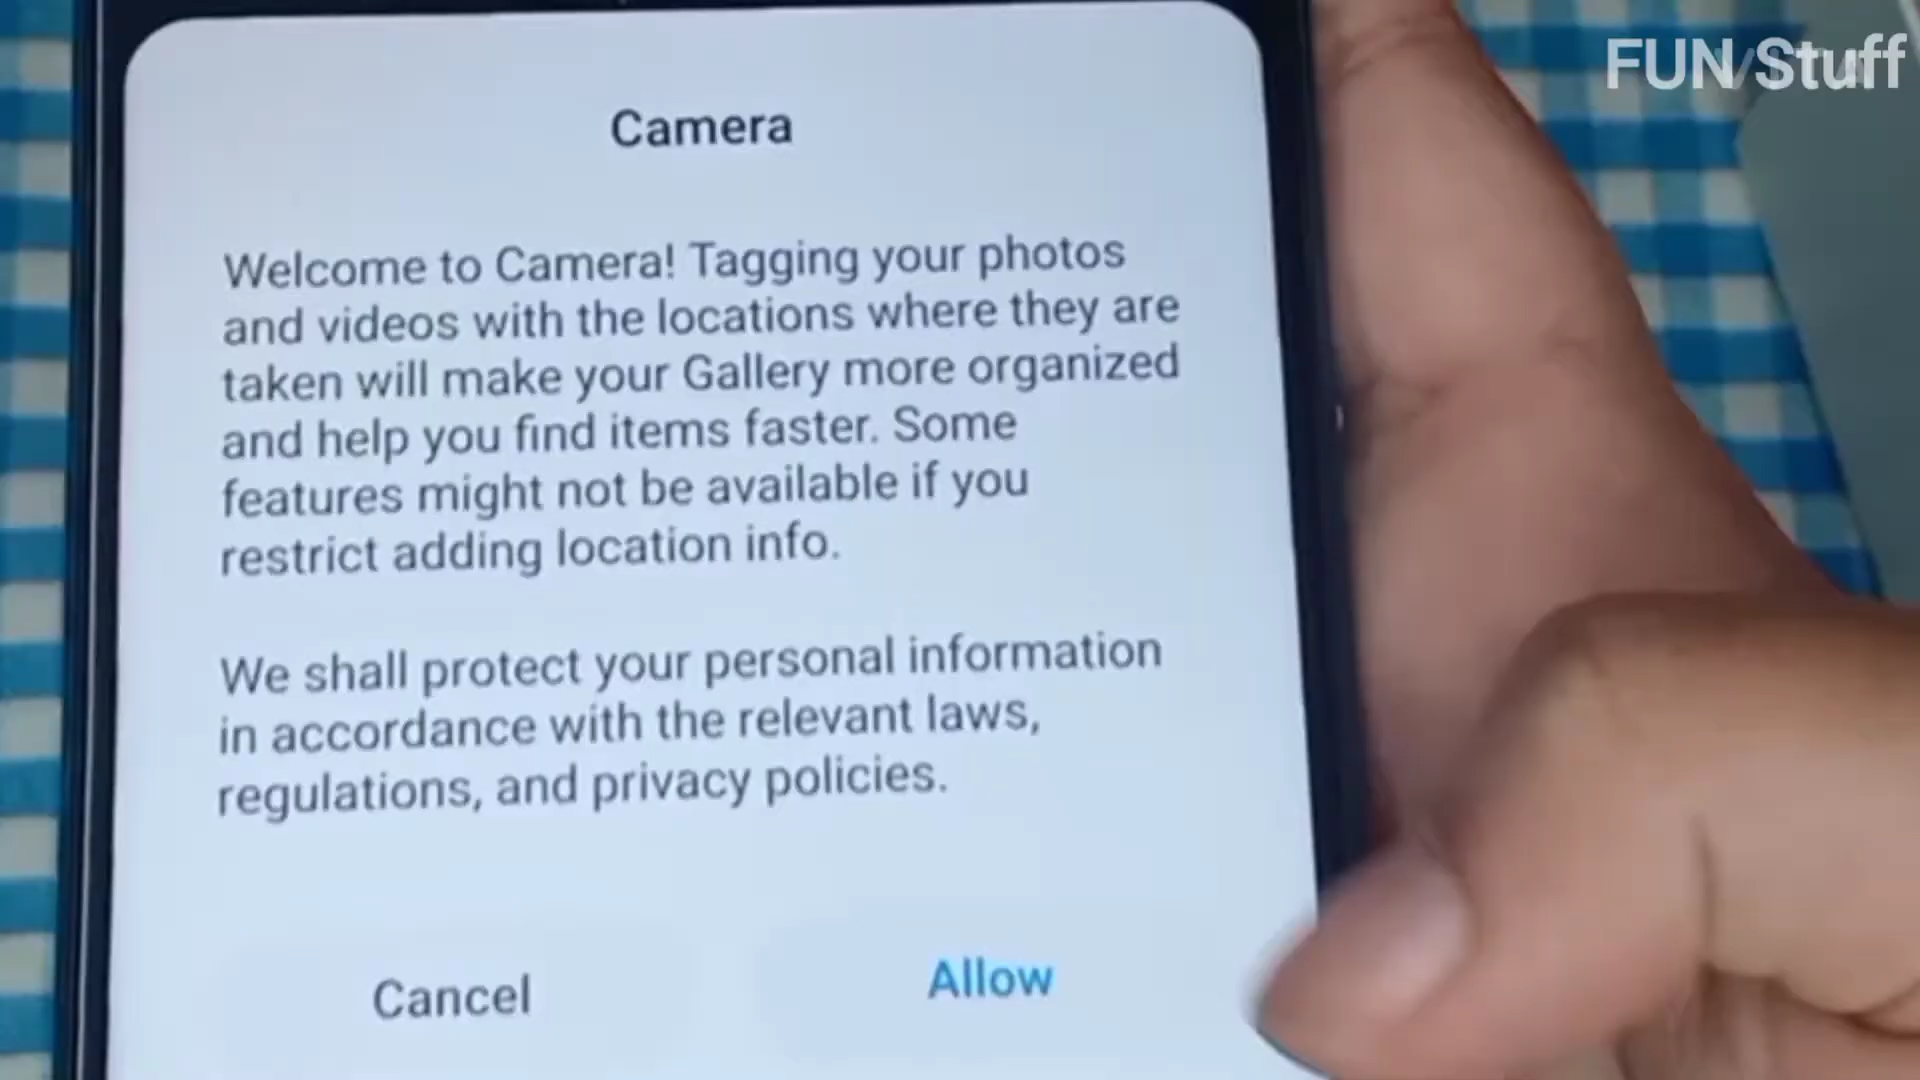 FUN Stuff
Camera
Welcome to Camera! Tagging your photos
and videos with the locations where they are
taken will make your Gallery more organized
and help you find items faster. Some
features might not be available if you
restrict adding location info.
We shall protect your personal information
in accordance with the relevant laws,
regulations, and privacy policies.
Cancel
Allow